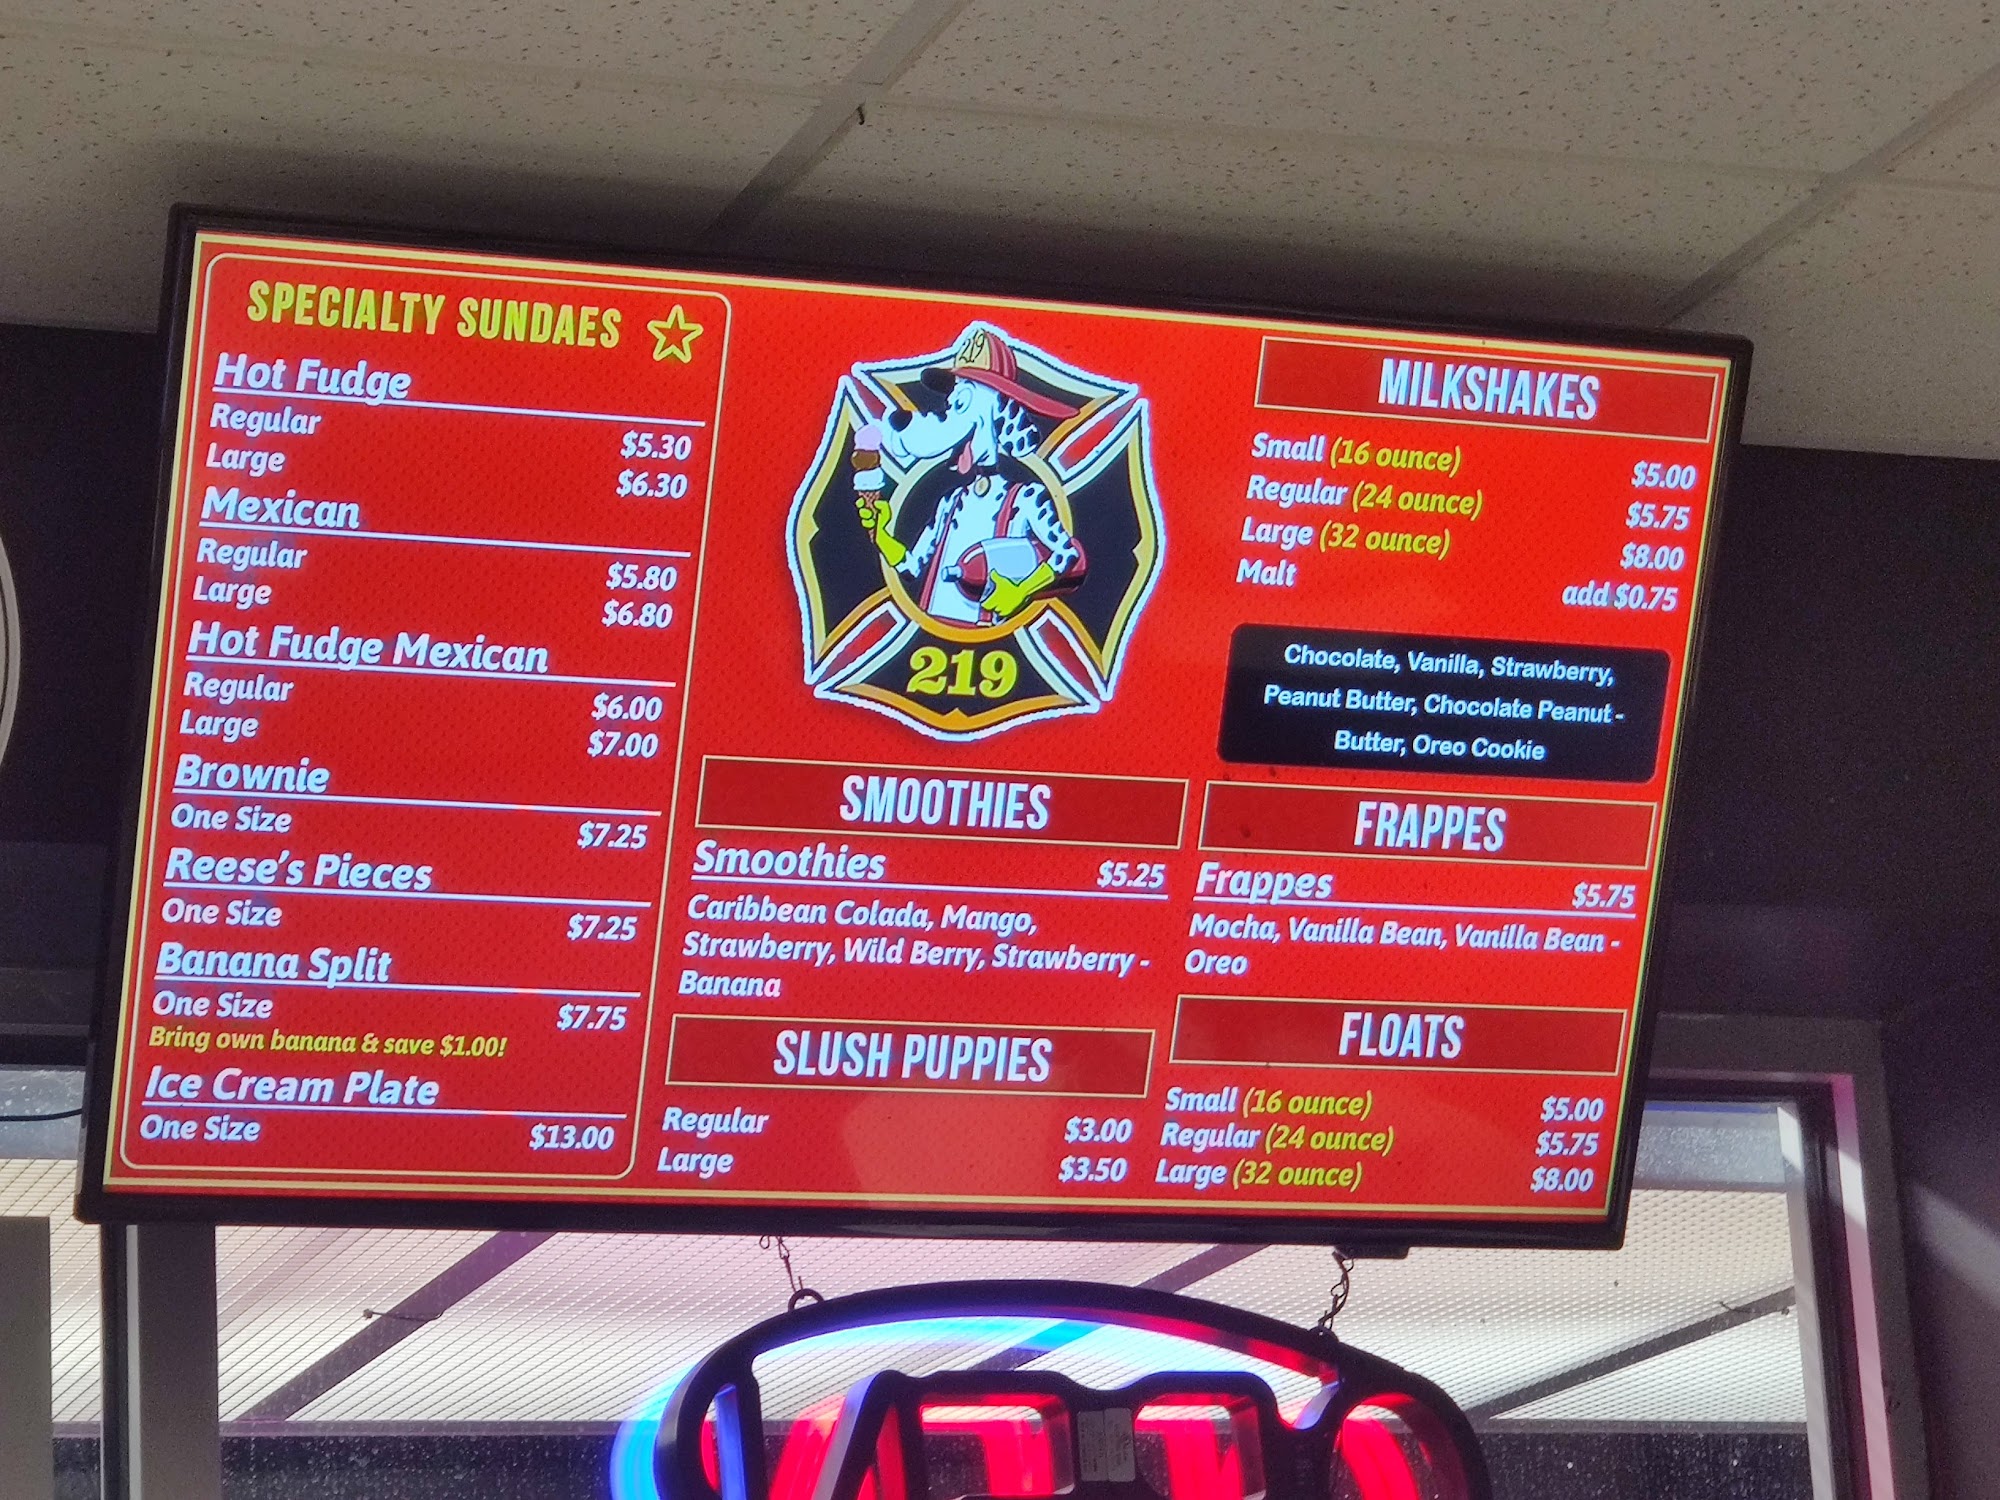 SPECIALTY SUNDAES
Hot Fudge
Regular $5.30
Large $6.30
Mexican
Regular $5.80
Large $6.80
Hot Fudge Mexican
Regular $6.00
Large $7.00
Brownie
One Size $7.25
Reese's Pieces
One Size $7.25
Banana Split
One Size $7.75
Bring own banana & save $1.00!
Ice Cream Plate
One Size $13.00
219
219
SMOOTHIES
Smoothies $5.25
Caribbean Colada, Mango,
Strawberry, Wild Berry, Strawberry -
Banana
SLUSH PUPPIES
Regular $3.00
Large $3.50
MILKSHAKES
Small (16 ounce) $5.00
Regular (24 ounce) $5.75
Large (32 ounce) $8.00
Malt add $0.75
Chocolate, Vanilla, Strawberry,
Peanut Butter, Chocolate Peanut -
Butter, Oreo Cookie
FRAPPES
Frappes $5.75
Mocha, Vanilla Bean, Vanilla Bean -
Oreo
FLOATS
Small (16 ounce) $5.00
Regular (24 ounce) $5.75
Large (32 ounce) $8.00